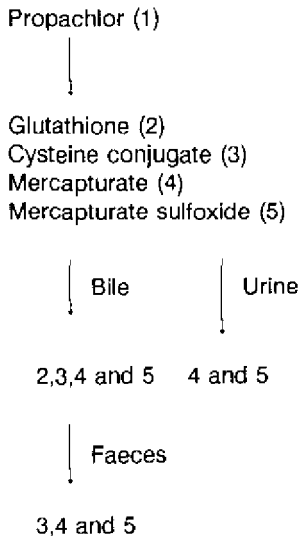 Propachlor (1)
Glutathione (2)
Cysteine conjugate (3)
Mercapturate (4)
Mercapturate sulfoxide (5)
Bile Urine
2,3,4 and 5 4 and 5
Faeces
3,4 and 5